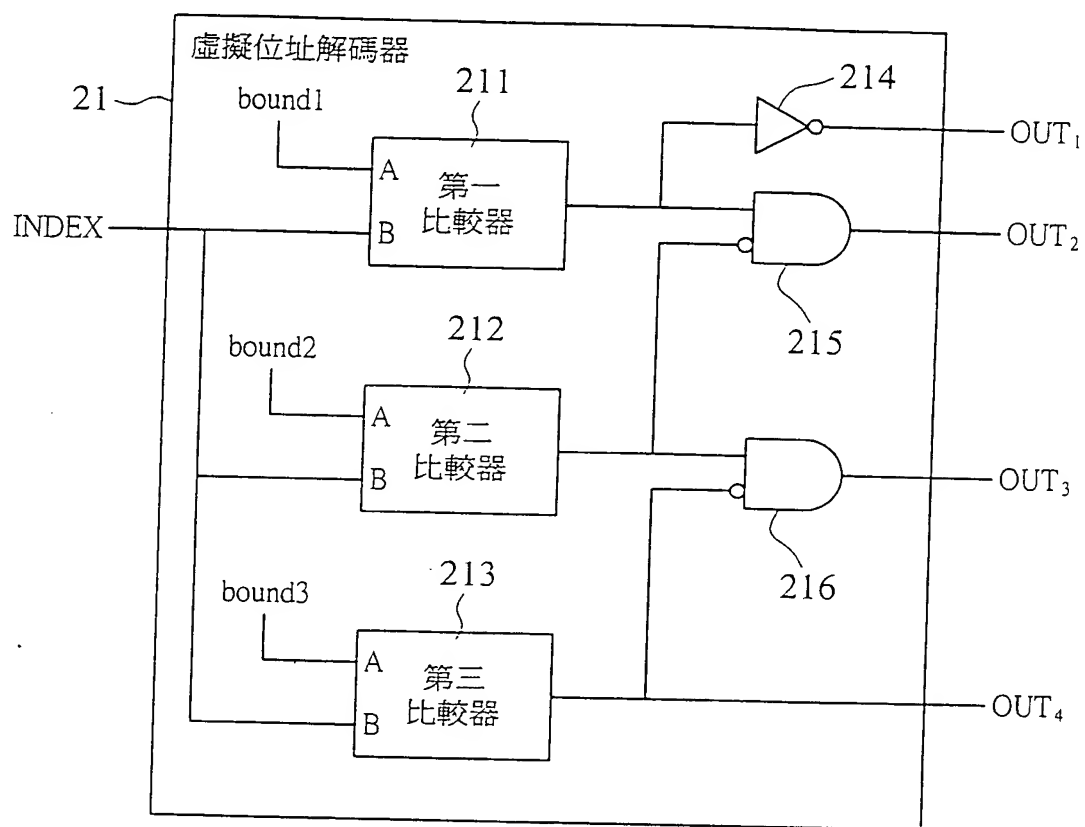 虛擬位址解碼器
21
bound1
211
214
OUT₁
A
第一
比較器
INDEX
B
OUT₂
215
bound2
212
A
第二
比較器
B
OUT₃
216
bound3
213
A
第三
比較器
B
OUT₄